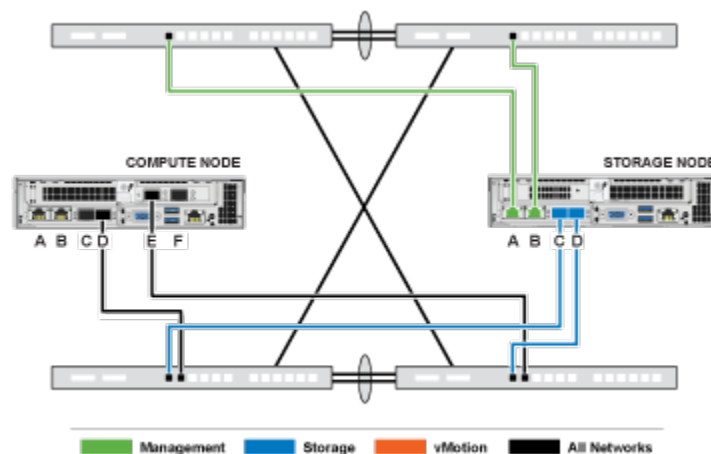 COMPUTE NODE
STORAGE NODE
A B C D E F
A B C D
Management Storage vMotion All Networks